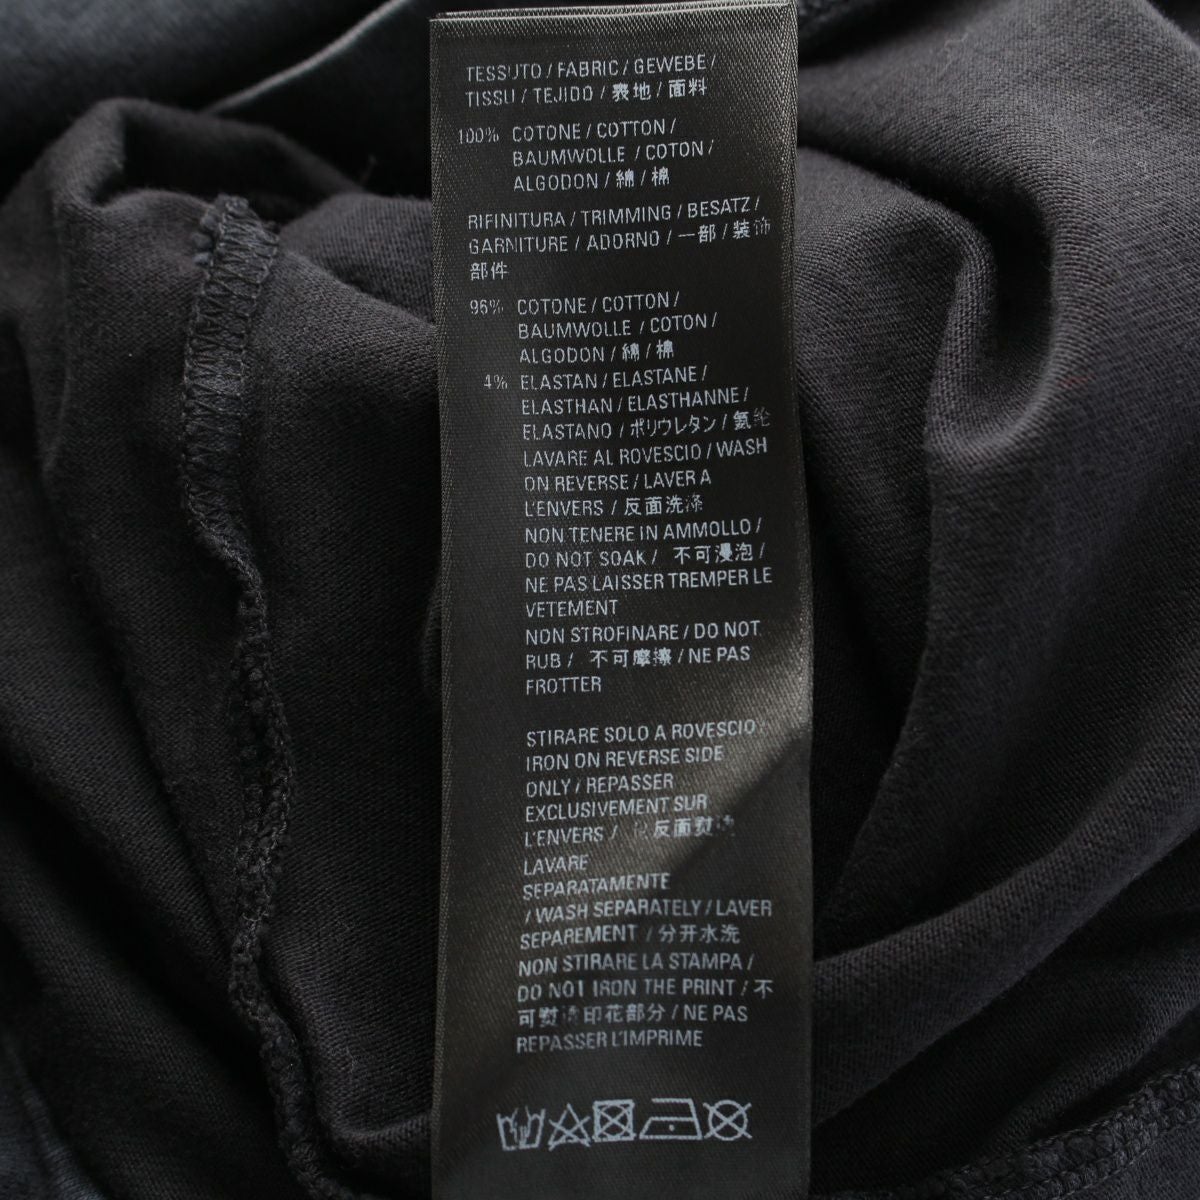 TESSUTO / FABRIC / GEWEBE /
TISSU / TEJIDO / 表地 / 面料
100% COTONE / COTTON /
BAUMWOLLE / COTON /
ALGODON / 綿 / 棉
RIFINITURA / TRIMMING / BESATZ /
GARNITURE / ADORNO / 一部 / 装饰
部件
96% COTONE / COTTON /
BAUMWOLLE / COTON /
ALGODON / 綿 / 棉
4% ELASTAN / ELASTANE /
ELASTHAN / ELASTHANNE /
ELASTANO / ポリウレタン / 氨纶
LAVARE AL ROVESCIO / WASH
ON REVERSE / LAVER A
L'ENVERS / 反面洗涤
NON TENERE IN AMMOLLO /
DO NOT SOAK / 不可浸泡 /
NE PAS LAISSER TREMPER LE
VETEMENT
NON STROFINARE / DO NOT
RUB / 不可摩擦 / NE PAS
FROTTER
STIRARE SOLO A ROVESCIO /
IRON ON REVERSE SIDE
ONLY / REPASSER
EXCLUSIVEMENT SUR
L'ENVERS / 反面熨烫
LAVARE
SEPARATAMENTE
/ WASH SEPARATELY / LAVER
SEPAREMENT / 分开水洗
NON STIRARE LA STAMPA /
DO NOT IRON THE PRINT / 不
可熨烫印花部分 / NE PAS
REPASSER L'IMPRIME